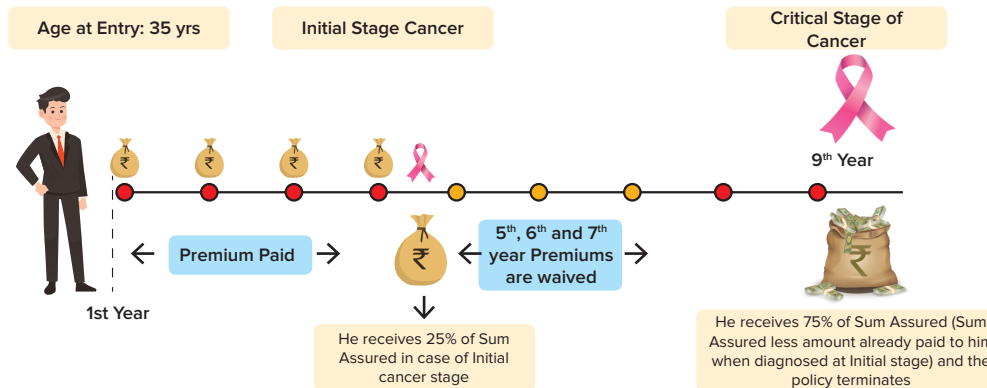 Age at Entry: 35 yrs
Initial Stage Cancer
Critical Stage of
Cancer
₹
₹
₹
₹
9th Year
Premium Paid
₹
5th, 6th and 7th
year Premiums
are waived
₹
1st Year
He receives 25% of Sum
Assured in case of Initial
cancer stage
He receives 75% of Sum Assured (Sum
Assured less amount already paid to him
when diagnosed at Initial stage) and the
policy terminates